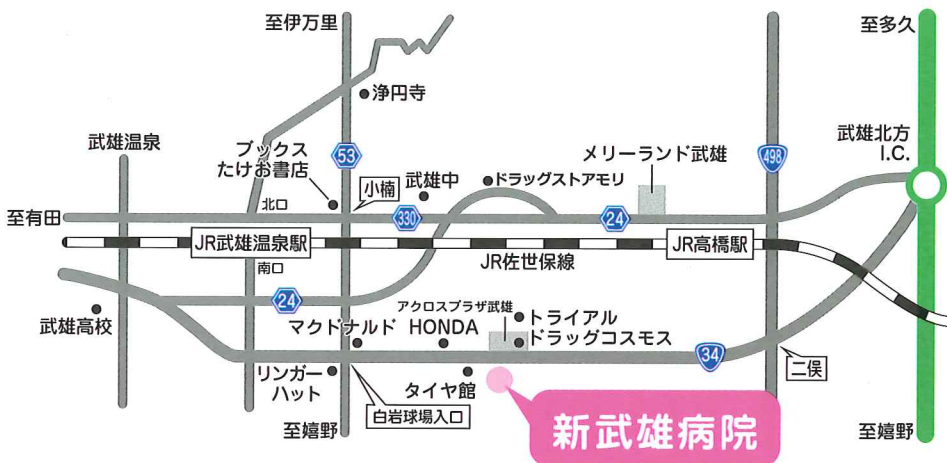 至伊万里
至多久
浄円寺
武雄温泉
ブックス
たけお書店
53
小楠
武雄中
ドラッグストアモリ
メリーランド武雄
498
武雄北方
I.C.
至有田
北口
330
24
JR武雄温泉駅
JR佐世保線
JR高橋駅
南口
24
武雄高校
マクドナルド
HONDA
アクロスプラザ武雄
トライアル
ドラッグコスモス
34
二俣
リンガー
ハット
白岩球場入口
タイヤ館
新武雄病院
至嬉野
至嬉野